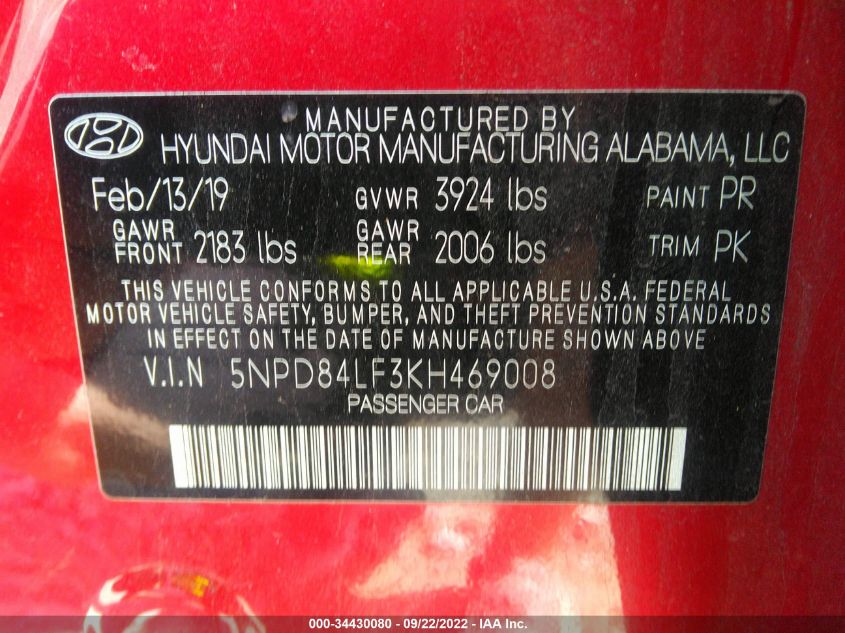 MANUFACTURED BY
HYUNDAI MOTOR MANUFACTURING ALABAMA, LLC
Feb/13/19 GVWR 3924 lbs PAINT PR
GAWR FRONT 2183 lbs GAWR REAR 2006 lbs TRIM PK
THIS VEHICLE CONFORMS TO ALL APPLICABLE U.S.A. FEDERAL
MOTOR VEHICLE SAFETY, BUMPER, AND THEFT PREVENTION STANDARDS
IN EFFECT ON THE DATE OF MANUFACTURE SHOWN ABOVE
V.I.N 5NPD84LF3KH469008
PASSENGER CAR
000-34430080 - 09/22/2022 - IAA Inc.